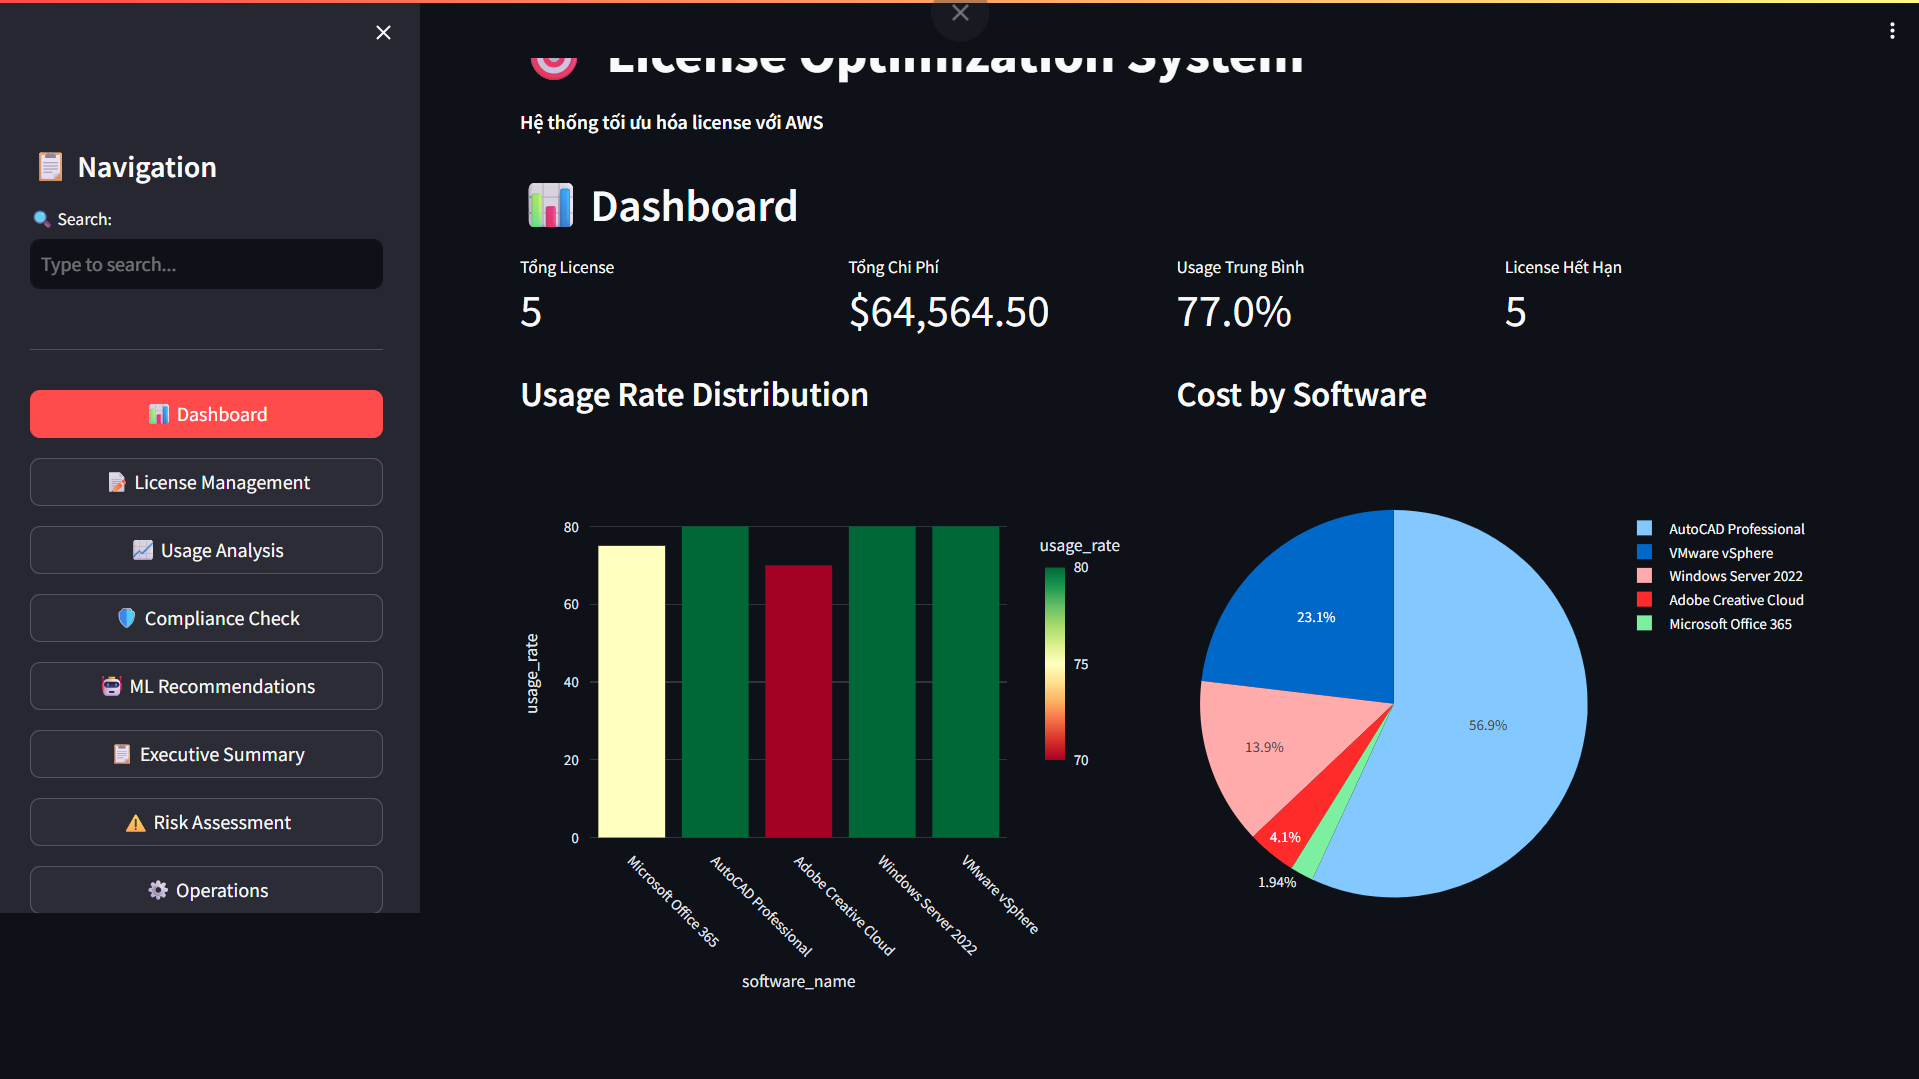 Navigation
Search:
Type to search...
Dashboard
License Management
Usage Analysis
Compliance Check
ML Recommendations
Executive Summary
Risk Assessment
Operations
License Optimization System
Hệ thống tối ưu hóa license với AWS
Dashboard
Tổng License
5
Tổng Chi Phí
$64,564.50
Usage Trung Bình
77.0%
License Hết Hạn
5
Usage Rate Distribution
80
60
40
20
0
usage_rate
Microsoft Office 365
AutoCAD Professional
Adobe Creative Cloud
Windows Server 2022
VMware vSphere
software_name
usage_rate
80
75
70
Cost by Software
23.1%
56.9%
13.9%
4.1%
1.94%
AutoCAD Professional
VMware vSphere
Windows Server 2022
Adobe Creative Cloud
Microsoft Office 365